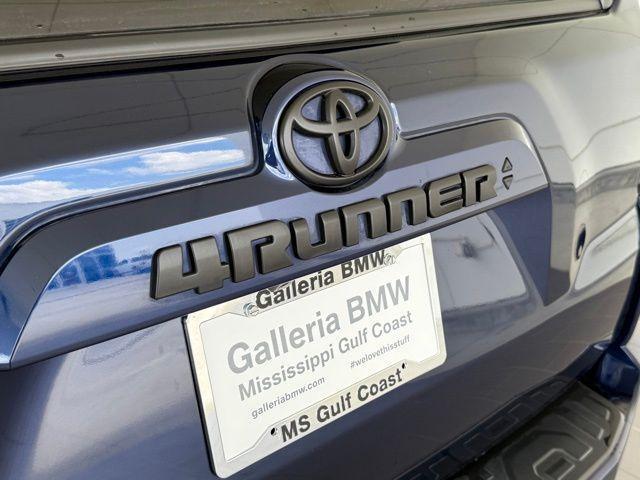 4RUNNER
Galleria BMW
Galleria BMW
Mississippi Gulf Coast
galleriabmw.com #welovethisstuff
MS Gulf Coast